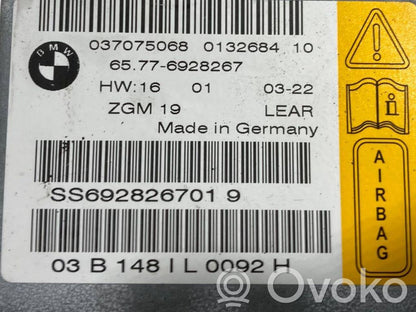 BMW
037075068 0132684 10
65.77-6928267
HW:16 01 03-22
ZGM 19 LEAR
Made in Germany
SS692826701 9
03 B 148 I L 0092 H
i
AIRBAG
Ovoko